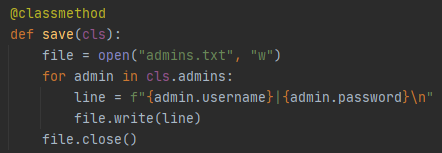 @classmethod
def save(cls):
    file = open("admins.txt", "w")
    for admin in cls.admins:
        line = f"{admin.username}|{admin.password}\n"
        file.write(line)
    file.close()